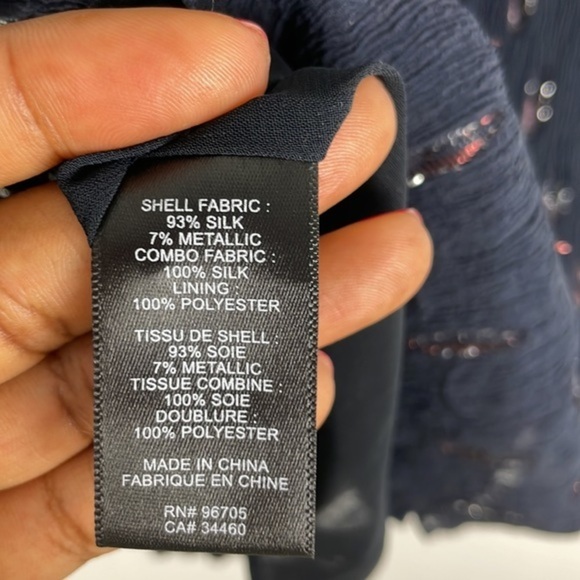 SHELL FABRIC :
93% SILK
7% METALLIC
COMBO FABRIC :
100% SILK
LINING :
100% POLYESTER
TISSU DE SHELL :
93% SOIE
7% METALLIC
TISSUE COMBINE :
100% SOIE
DOUBLURE :
100% POLYESTER
MADE IN CHINA
FABRIQUE EN CHINE
RN# 96705
CA# 34460